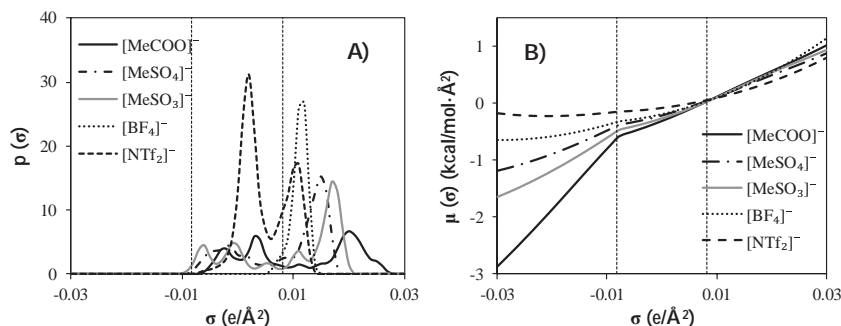 A)
p (σ)
40
30
20
10
0
[MeCOO]⁻
[MeSO₄]⁻
[MeSO₃]⁻
[BF₄]⁻
[NTf₂]⁻
-0.03
-0.01
0.01
0.03
σ (e/Å²)
B)
μ (σ) (kcal/mol·Å²)
1
0
-1
-2
-3
[MeCOO]⁻
[MeSO₄]⁻
[MeSO₃]⁻
[BF₄]⁻
[NTf₂]⁻
-0.03
-0.01
0.01
0.03
σ (e/Å²)